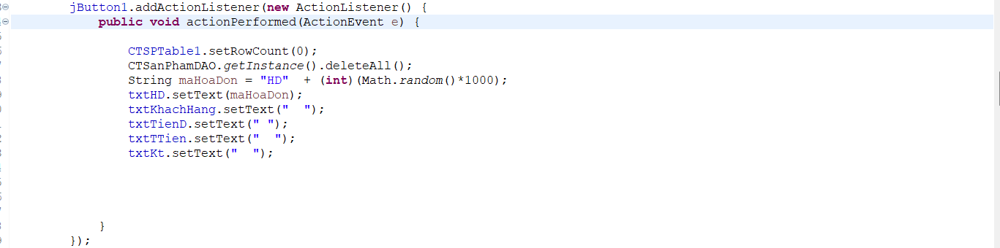 jButton1.addActionListener(new ActionListener() {
public void actionPerformed(ActionEvent e) {
CTSPTable1.setRowCount(0);
CTSanPhamDAO.getInstance().deleteAll();
String maHoaDon = "HD"  + (int)(Math.random()*1000);
txtHD.setText(maHoaDon);
txtKhachHang.setText("  ");
txtTienD.setText(" ");
txtTTien.setText("  ");
txtKt.setText("  ");
}
});